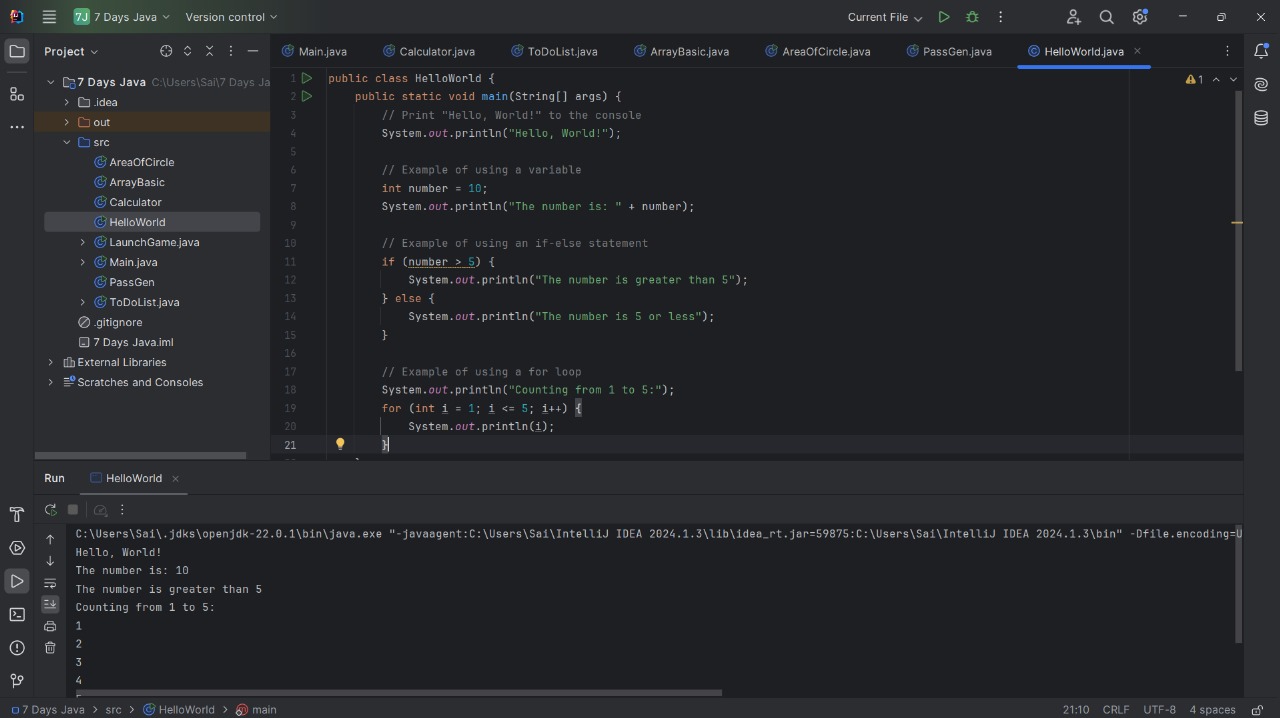 7J 7 Days Java Version control Current File
Project
Main.java Calculator.java ToDoList.java ArrayBasic.java AreaOfCircle.java PassGen.java HelloWorld.java
7 Days Java C:\Users\Sai\7 Days Ja
.idea
out
src
AreaOfCircle
ArrayBasic
Calculator
HelloWorld
LaunchGame.java
Main.java
PassGen
ToDoList.java
.gitignore
7 Days Java.iml
External Libraries
Scratches and Consoles
1 public class HelloWorld {
2 public static void main(String[] args) {
3 // Print "Hello, World!" to the console
4 System.out.println("Hello, World!");
5
6 // Example of using a variable
7 int number = 10;
8 System.out.println("The number is: " + number);
9
10 // Example of using an if-else statement
11 if (number > 5) {
12 System.out.println("The number is greater than 5");
13 } else {
14 System.out.println("The number is 5 or less");
15 }
16
17 // Example of using a for loop
18 System.out.println("Counting from 1 to 5:");
19 for (int i = 1; i <= 5; i++) {
20 System.out.println(i);
21 }
1
Run HelloWorld
C:\Users\Sai\.jdks\openjdk-22.0.1\bin\java.exe "-javaagent:C:\Users\Sai\IntelliJ IDEA 2024.1.3\lib\idea_rt.jar=59875:C:\Users\Sai\IntelliJ IDEA 2024.1.3\bin" -Dfile.encoding=U
Hello, World!
The number is: 10
The number is greater than 5
Counting from 1 to 5:
1
2
3
4
7 Days Java > src > HelloWorld > main 21:10 CRLF UTF-8 4 spaces